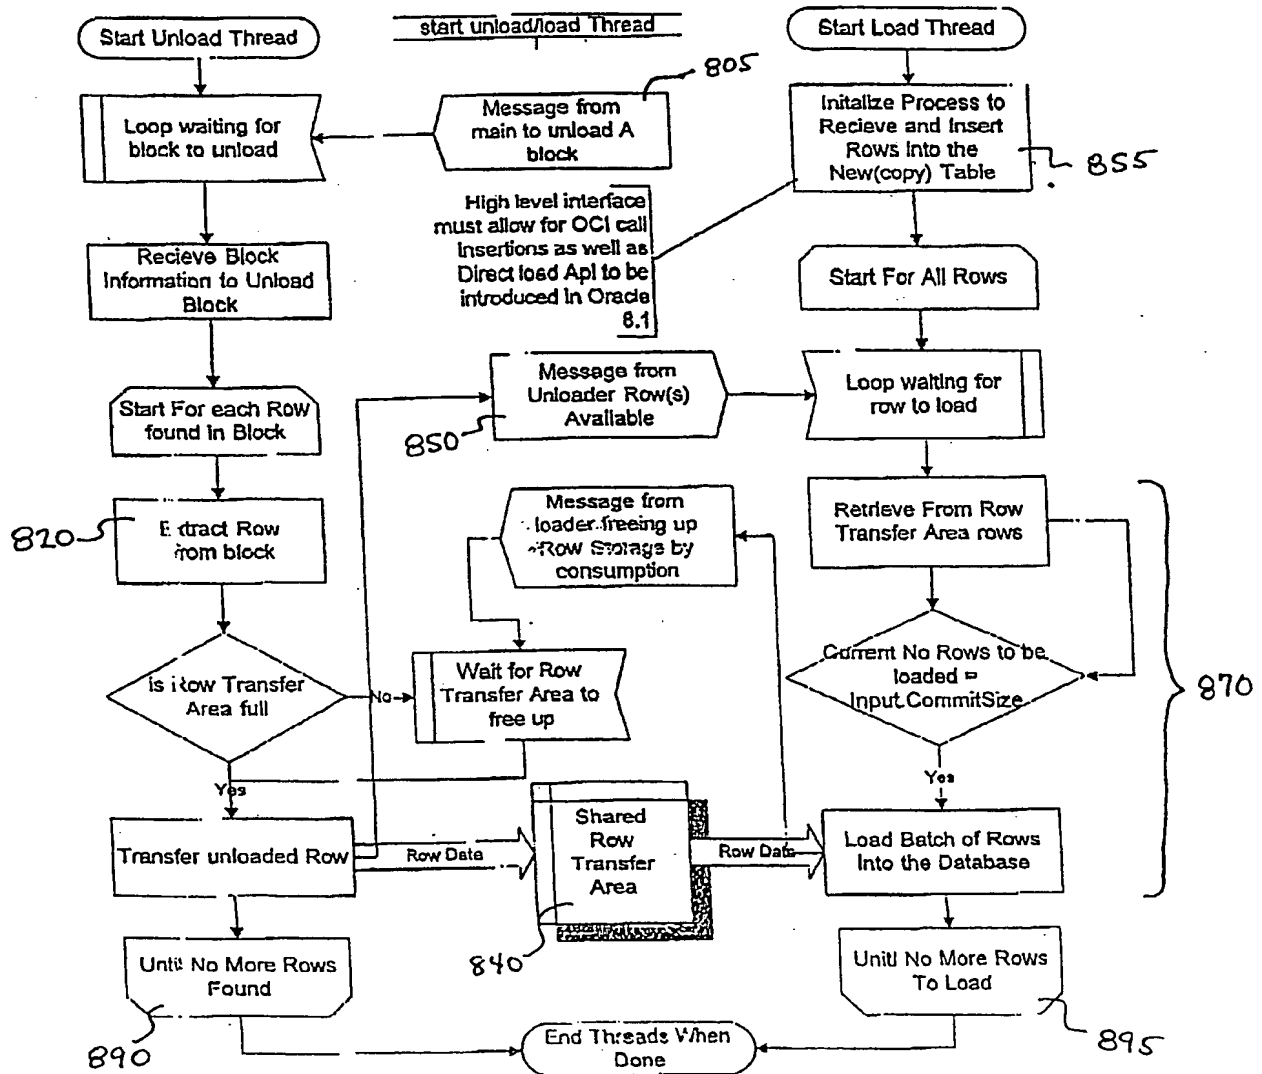 Start Unload Thread
start unload/load Thread
Start Load Thread
805
Loop waiting for
block to unload
Message from
main to unload A
block
Initalize Process to
Recieve and Insert
Rows Into the
New(copy) Table
855
High level interface
must allow for OCI call
Insertions as well as
Direct load Api to be
introduced in Oracle
8.1
Recieve Block
Information to Unload
Block
Start For All Rows
Start For each Row
found in Block
Message from
Unloader Row(s)
Available
850
Loop waiting for
row to load
820
Extract Row
from block
Message from
loader freeing up
Row Storage by
consumption
Retrieve From Row
Transfer Area rows
Is Row Transfer
Area full
No
Wait for Row
Transfer Area to
free up
Current No Rows to be
loaded =
Input.CommitSize
870
Yes
Yes
Transfer unloaded Row
Row Data
Shared
Row
Transfer
Area
Row Data
Load Batch of Rows
Into the Database
840
Until No More Rows
Found
890
Unitl No More Rows
To Load
895
End Threads When
Done